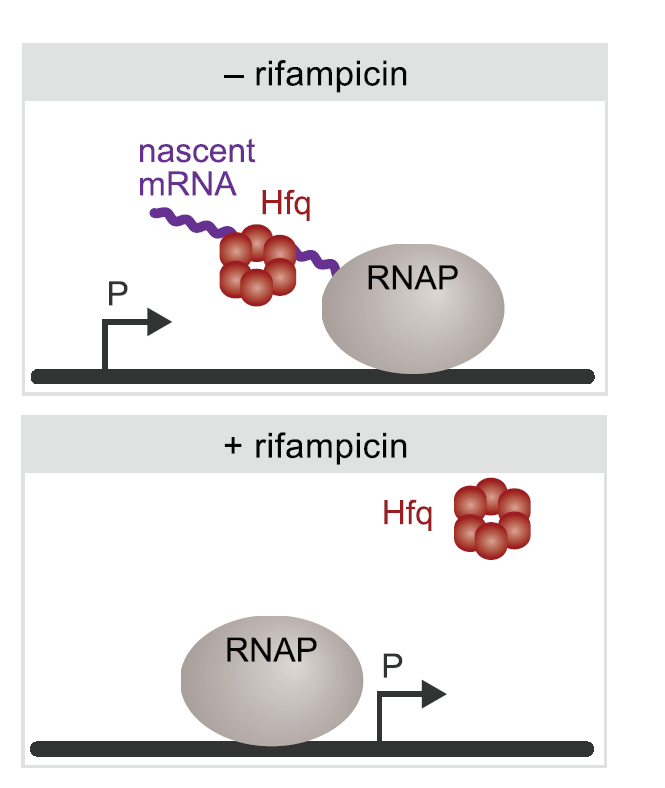 – rifampicin
nascent
mRNA
Hfq
RNAP
P
+ rifampicin
Hfq
RNAP
P